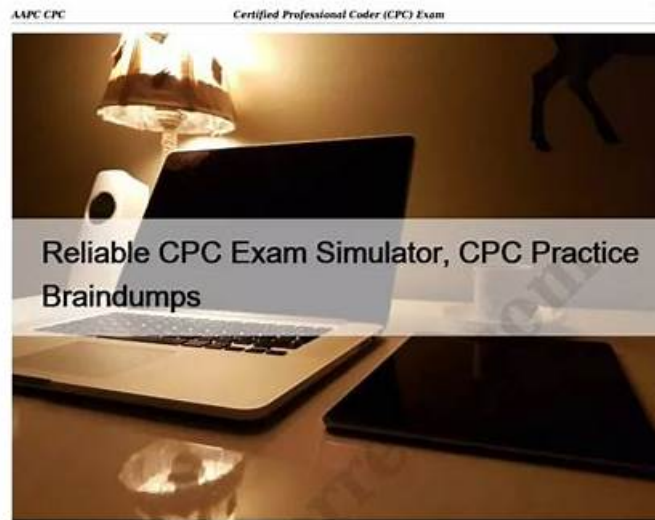 AAPC CPC Certified Professional Coder (CPC) Exam
Reliable CPC Exam Simulator, CPC Practice
Braindumps